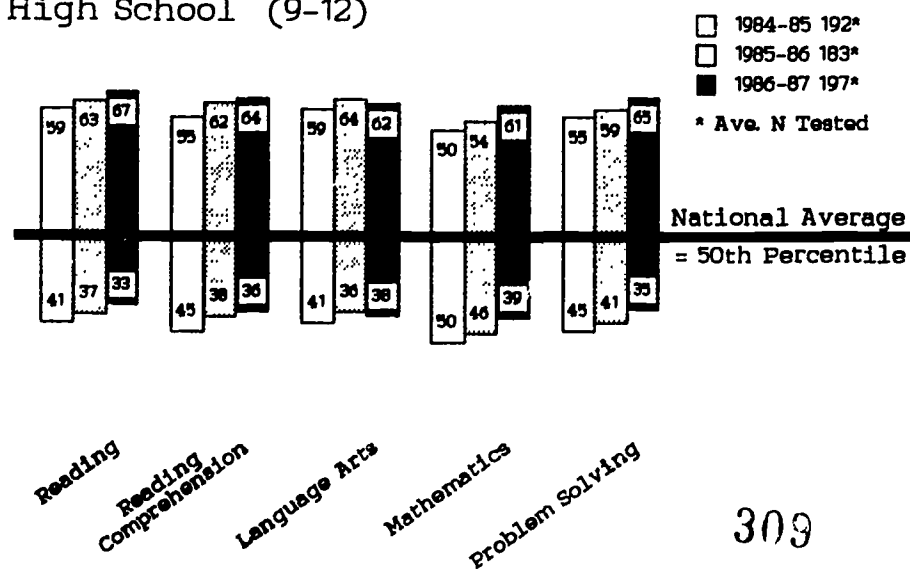 High School (9-12)
1984-85 192*
1985-86 183*
1986-87 197*
* Ave. N Tested
59 63 67
55 62 64
59 64 62
50 54 61
55 59 65
National Average
= 50th Percentile
41 37 33
45 38 36
41 36 38
50 46 39
45 41 35
Reading
Reading
Comprehension
Language Arts
Mathematics
Problem Solving
309